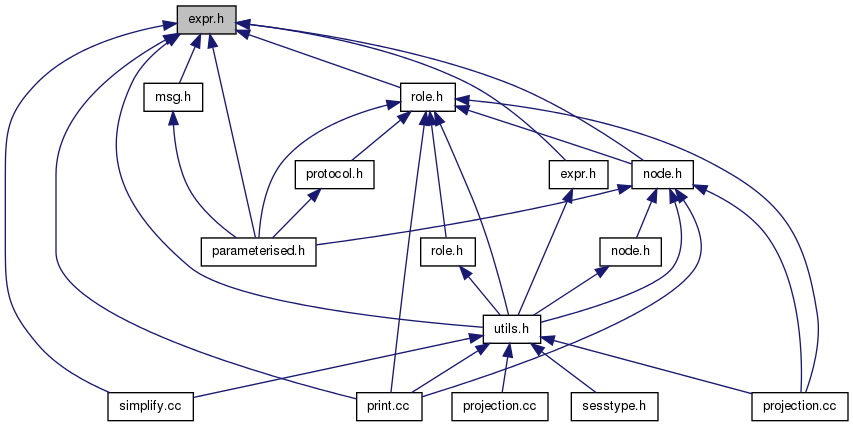 expr.h
msg.h
role.h
protocol.h
expr.h
node.h
parameterised.h
role.h
node.h
utils.h
simplify.cc
print.cc
projection.cc
sesstype.h
projection.cc